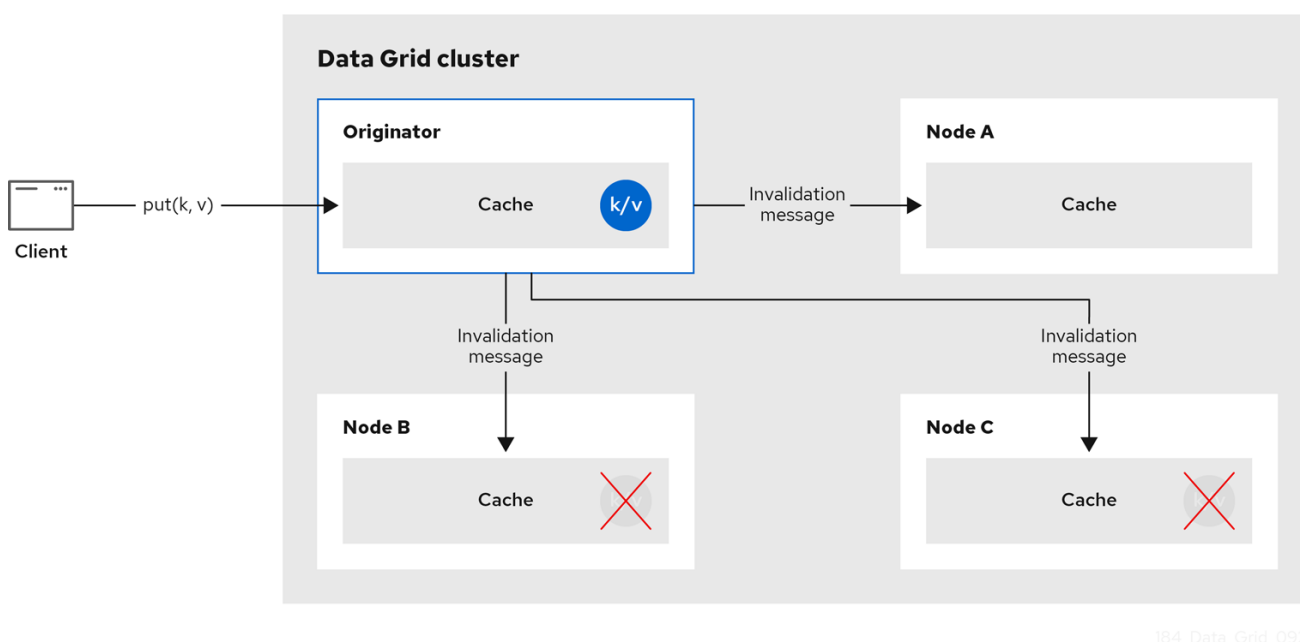 Data Grid cluster
Originator
Node A
Client
put(k, v)
Cache
k/v
Invalidation
message
Cache
Invalidation
message
Invalidation
message
Node B
Node C
Cache
Cache
184_Data_Grid_09